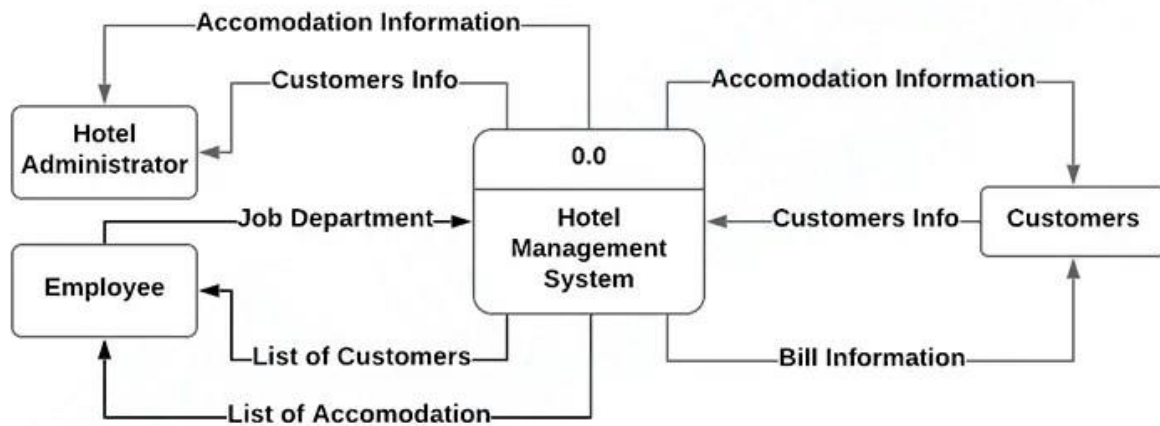 Accomodation Information
Customers Info
Accomodation Information
Hotel
Administrator
0.0
Job Department
Hotel
Management
System
Customers Info
Customers
Employee
List of Customers
Bill Information
List of Accomodation